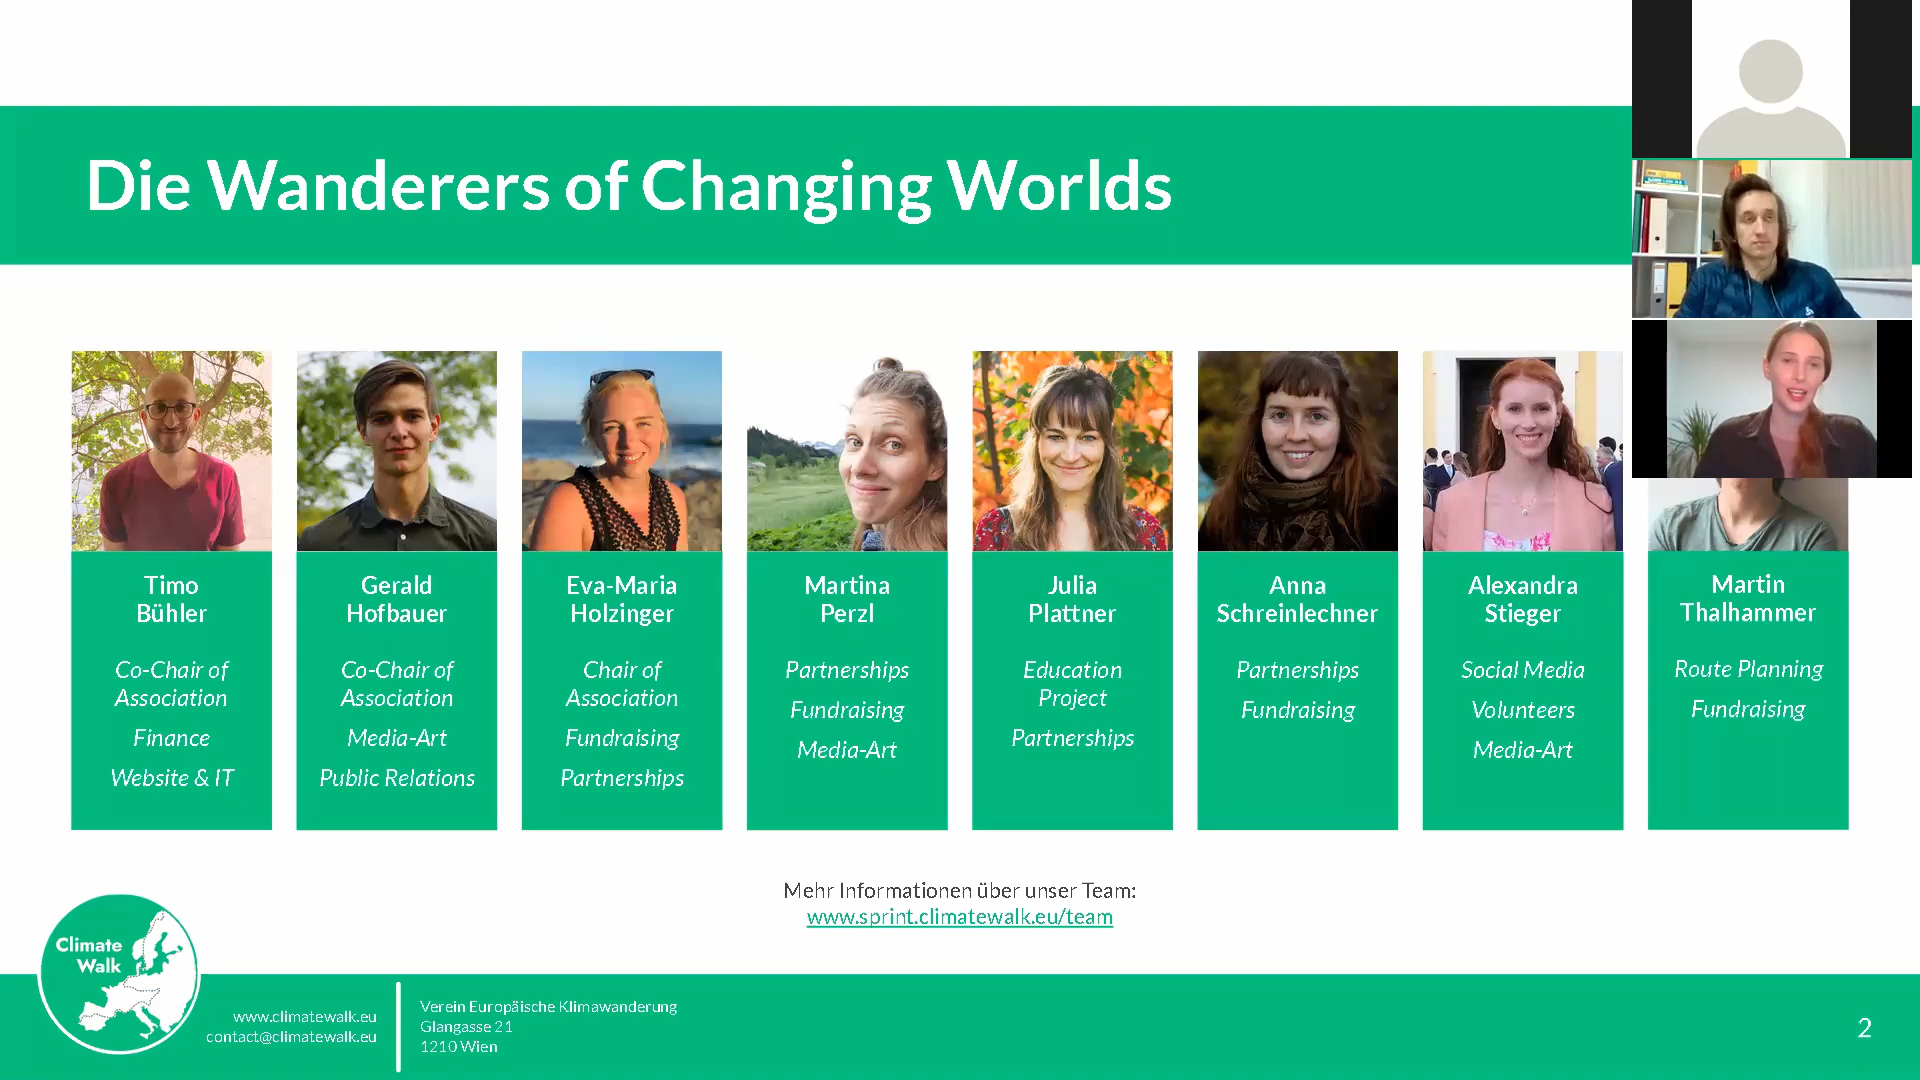 Die Wanderers of Changing Worlds
Timo
Bühler
Co-Chair of
Association
Finance
Website & IT
Gerald
Hofbauer
Co-Chair of
Association
Media-Art
Public Relations
Eva-Maria
Holzinger
Chair of
Association
Fundraising
Partnerships
Martina
Perzl
Partnerships
Fundraising
Media-Art
Julia
Plattner
Education
Project
Partnerships
Anna
Schreinlechner
Partnerships
Fundraising
Alexandra
Stieger
Social Media
Volunteers
Media-Art
Martin
Thalhammer
Route Planning
Fundraising
Mehr Informationen über unser Team:
www.sprint.climatewalk.eu/team
Climate
Walk
www.climatewalk.eu
contact@climatewalk.eu
Verein Europäische Klimawanderung
Glangasse 21
1210 Wien
2